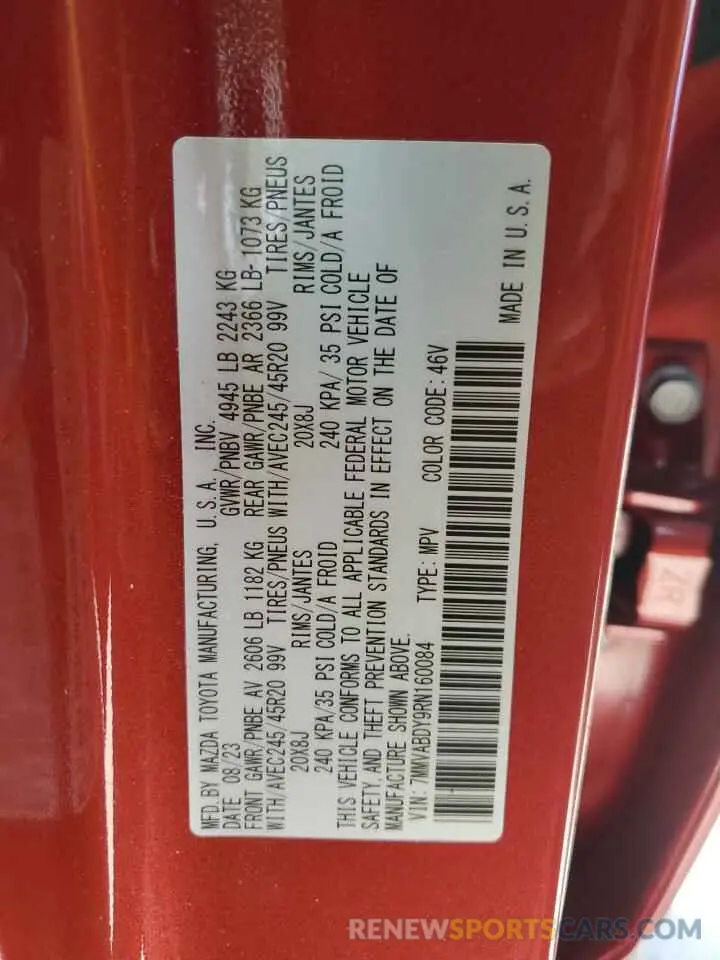 MFD.BY MAZDA TOYOTA MANUFACTURING, U.S.A. INC.
DATE 08/23 GVWR/PNBV 4945 LB 2243 KG
FRONT GAWR/PNBE AV 2606 LB 1182 KG REAR GAWR/PNBE AR 2366 LB-1073 KG
WITH/AVEC245/45R20 99V TIRES/PNEUS WITH/AVEC245/45R20 99V TIRES/PNEUS
20X8J RIMS/JANTES 20X8J RIMS/JANTES
240 KPA/35 PSI COLD/A FROID 240 KPA/ 35 PSI COLD/A FROID
THIS VEHICLE CONFORMS TO ALL APPLICABLE FEDERAL MOTOR VEHICLE
SAFETY, AND THEFT PREVENTION STANDARDS IN EFFECT ON THE DATE OF
MANUFACTURE SHOWN ABOVE.
VIN: 7MMVABDY9RN160084 TYPE: MPV COLOR CODE: 46V
MADE IN U.S.A.
ZR
RENEWSPORTSCARS.COM